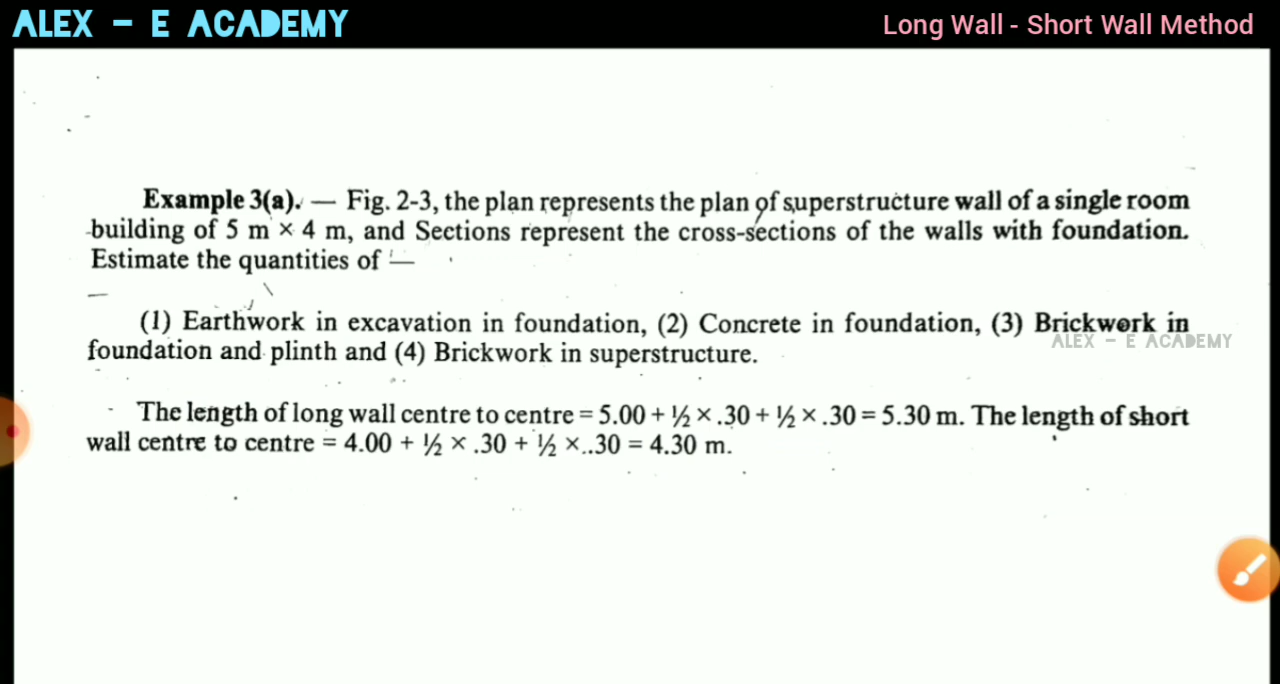 ALEX - E ACADEMY
Long Wall - Short Wall Method
Example 3(a). — Fig. 2-3, the plan represents the plan of superstructure wall of a single room
building of 5 m × 4 m, and Sections represent the cross-sections of the walls with foundation.
Estimate the quantities of —
(1) Earthwork in excavation in foundation, (2) Concrete in foundation, (3) Brickwork in
ALEX - E ACADEMY
foundation and plinth and (4) Brickwork in superstructure.
The length of long wall centre to centre = 5.00 + ½ × .30 + ½ × .30 = 5.30 m. The length of short
wall centre to centre = 4.00 + ½ × .30 + ½ ×..30 = 4.30 m.